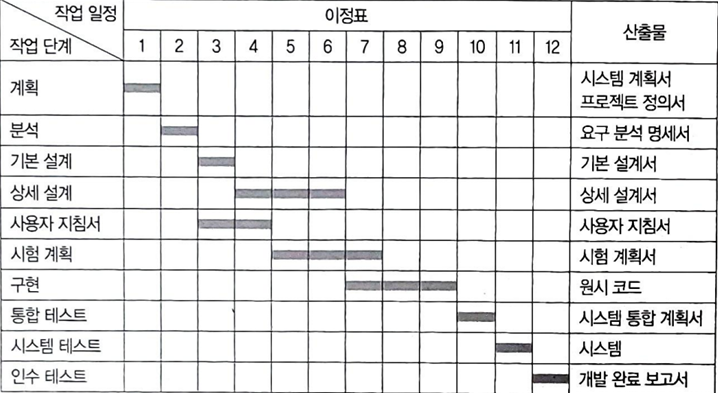 작업 일정
작업 단계
이정표
산출물
1 2 3 4 5 6 7 8 9 10 11 12
계획
시스템 계획서
프로젝트 정의서
분석 요구 분석 명세서
기본 설계 기본 설계서
상세 설계 상세 설계서
사용자 지침서 사용자 지침서
시험 계획 시험 계획서
구현 원시 코드
통합 테스트 시스템 통합 계획서
시스템 테스트 시스템
인수 테스트 개발 완료 보고서